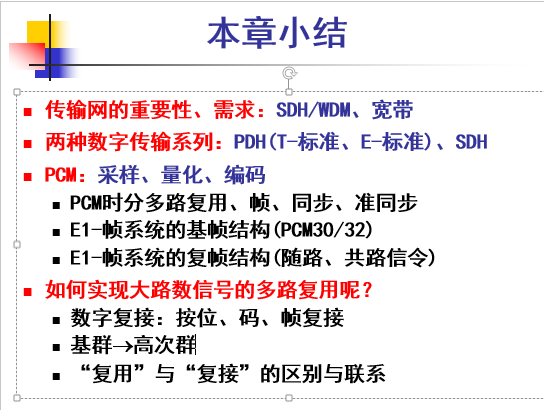 本章小结
传输网的重要性、需求：SDH/WDM、宽带
两种数字传输系列：PDH(T-标准、E-标准)、SDH
PCM：采样、量化、编码
PCM时分多路复用、帧、同步、准同步
E1-帧系统的基帧结构(PCM30/32)
E1-帧系统的复帧结构(随路、共路信令)
如何实现大路数信号的多路复用呢？
数字复接：按位、码、帧复接
基群→高次群
“复用”与“复接”的区别与联系